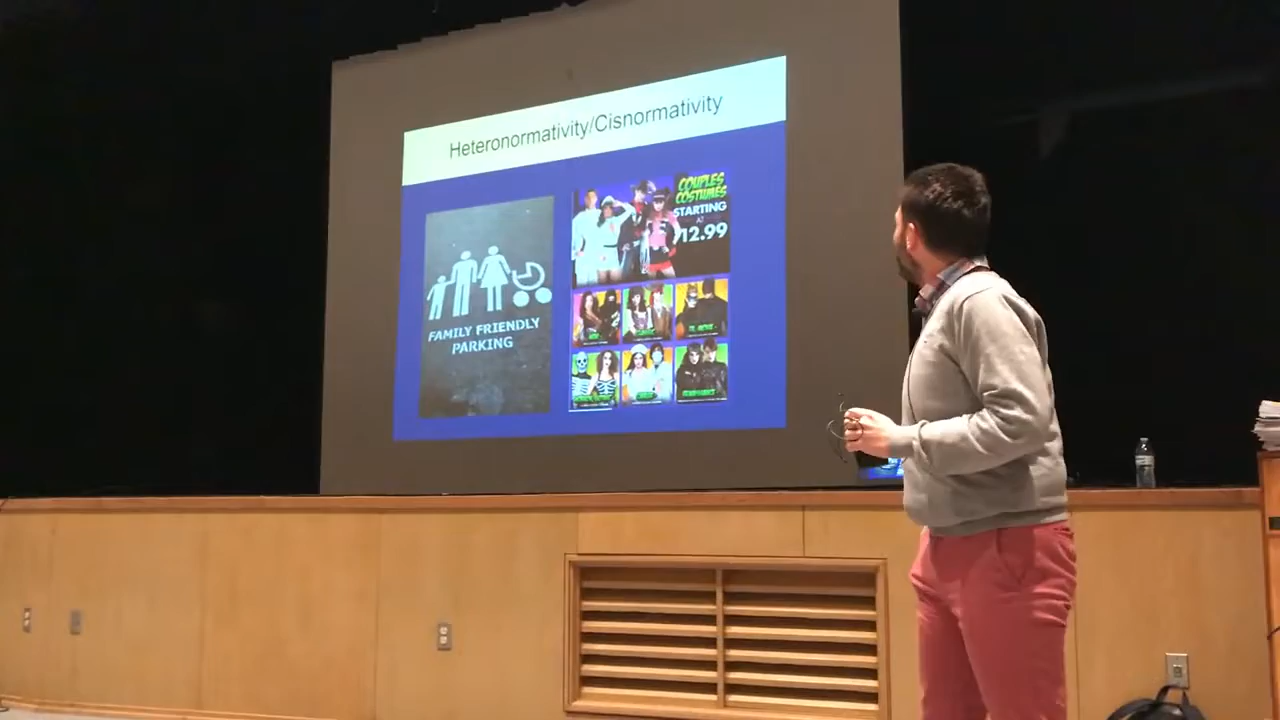 Heteronormativity/Cisnormativity
FAMILY FRIENDLY
PARKING
COUPLES
COSTUMES
STARTING
AT
12.99